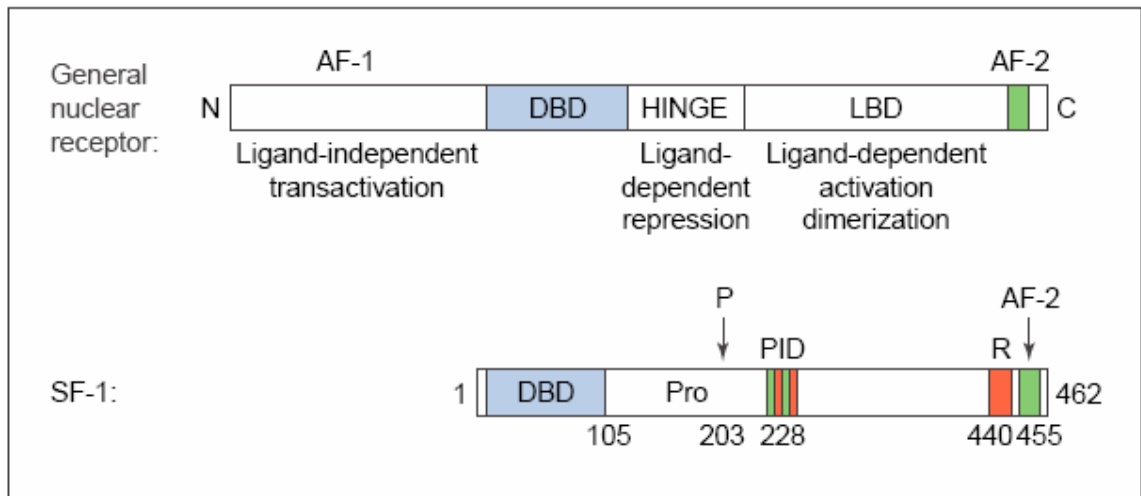 General
nuclear
receptor:
AF-1
AF-2
N
DBD
HINGE
LBD
C
Ligand-independent
transactivation
Ligand-
dependent
repression
Ligand-dependent
activation
dimerization
P
AF-2
PID
R
SF-1:
1
DBD
Pro
462
105
203
228
440
455